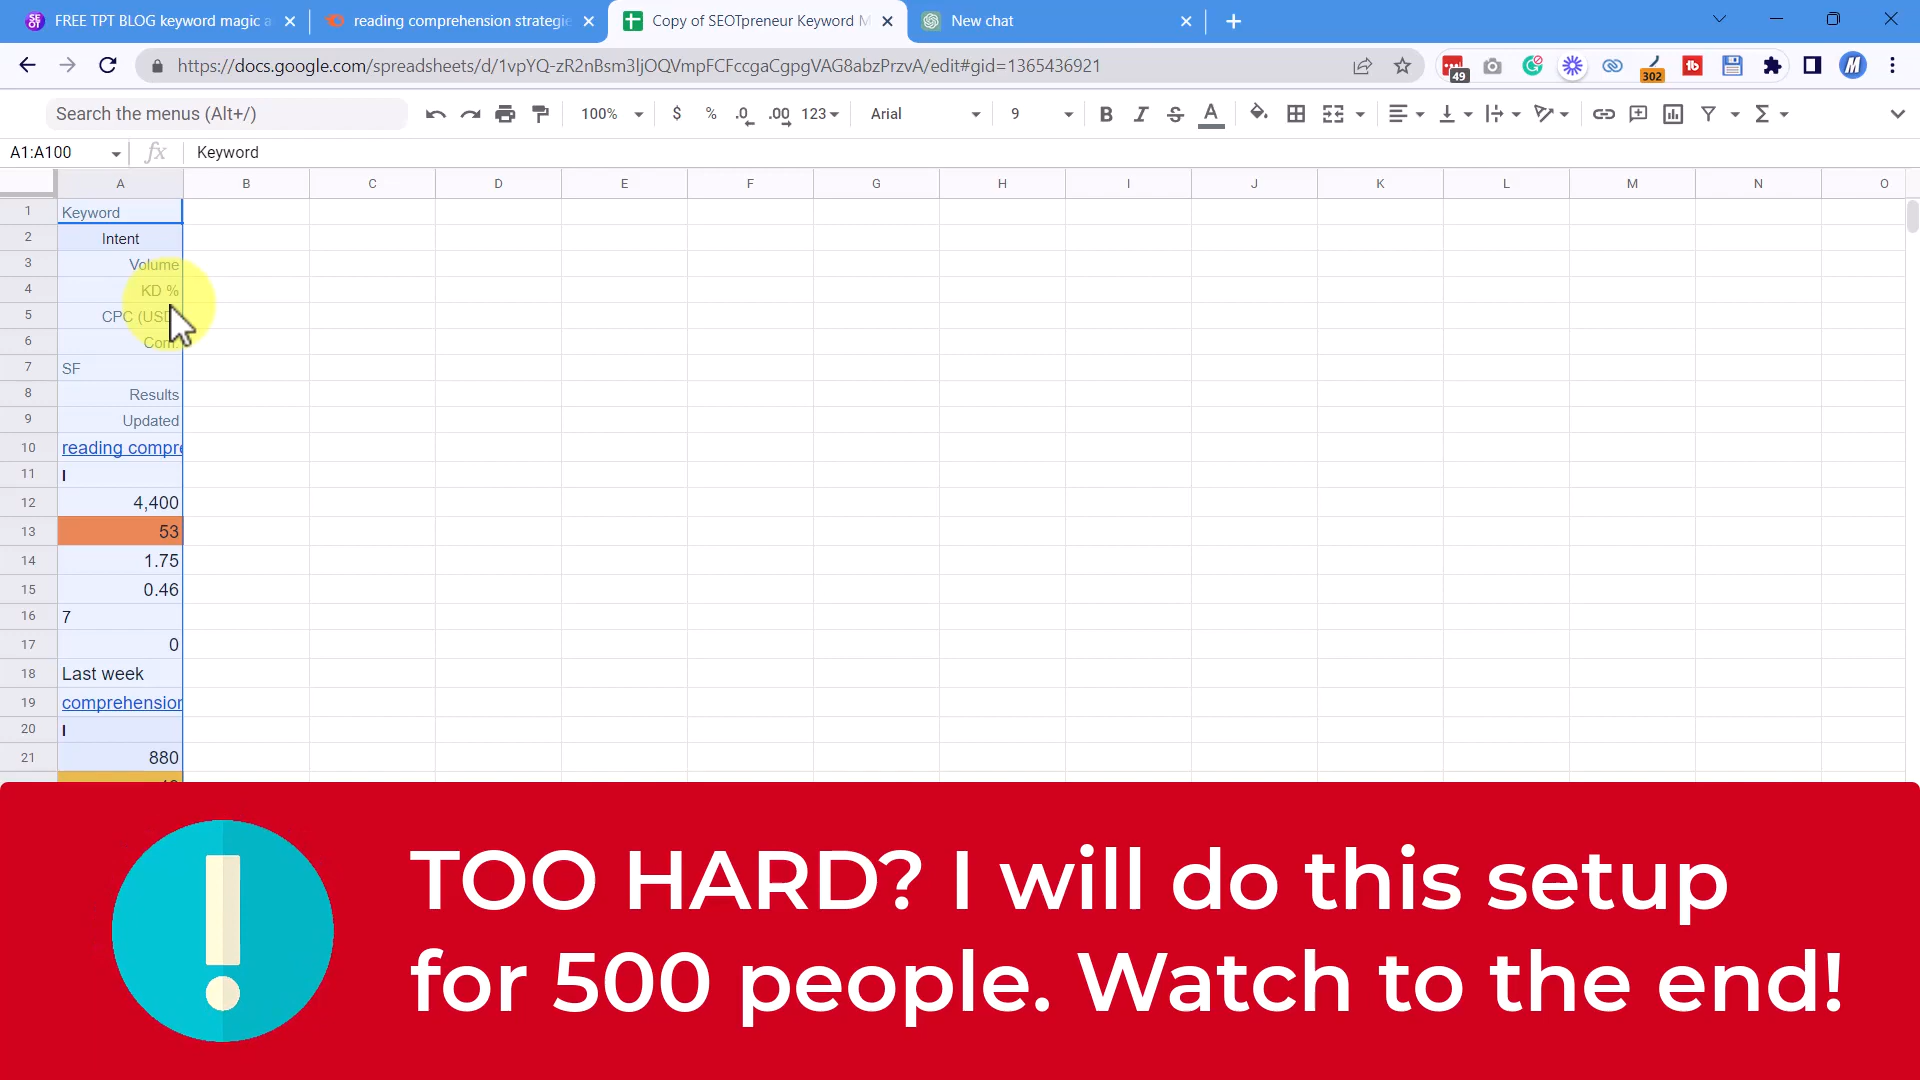 FREE TPT BLOG keyword magic a
reading comprehension strategie
Copy of SEOTpreneur Keyword M
New chat
https://docs.google.com/spreadsheets/d/1vpYQ-zR2nBsm3ljOQVmpFCFccgaCgpgVAG8abzPrzvA/edit#gid=1365436921
49
302
Search the menus (Alt+/)
100%
$
%
.0
.00
123
Arial
9
A1:A100
fx
Keyword
A B C D E F G H I J K L M N O
1 Keyword
2 Intent
3 Volume
4 KD %
5 CPC (USD
6 Com.
7 SF
8 Results
9 Updated
10 reading compre
11 I
12 4,400
13 53
14 1.75
15 0.46
16 7
17 0
18 Last week
19 comprehension
20 I
21 880
TOO HARD? I will do this setup
for 500 people. Watch to the end!